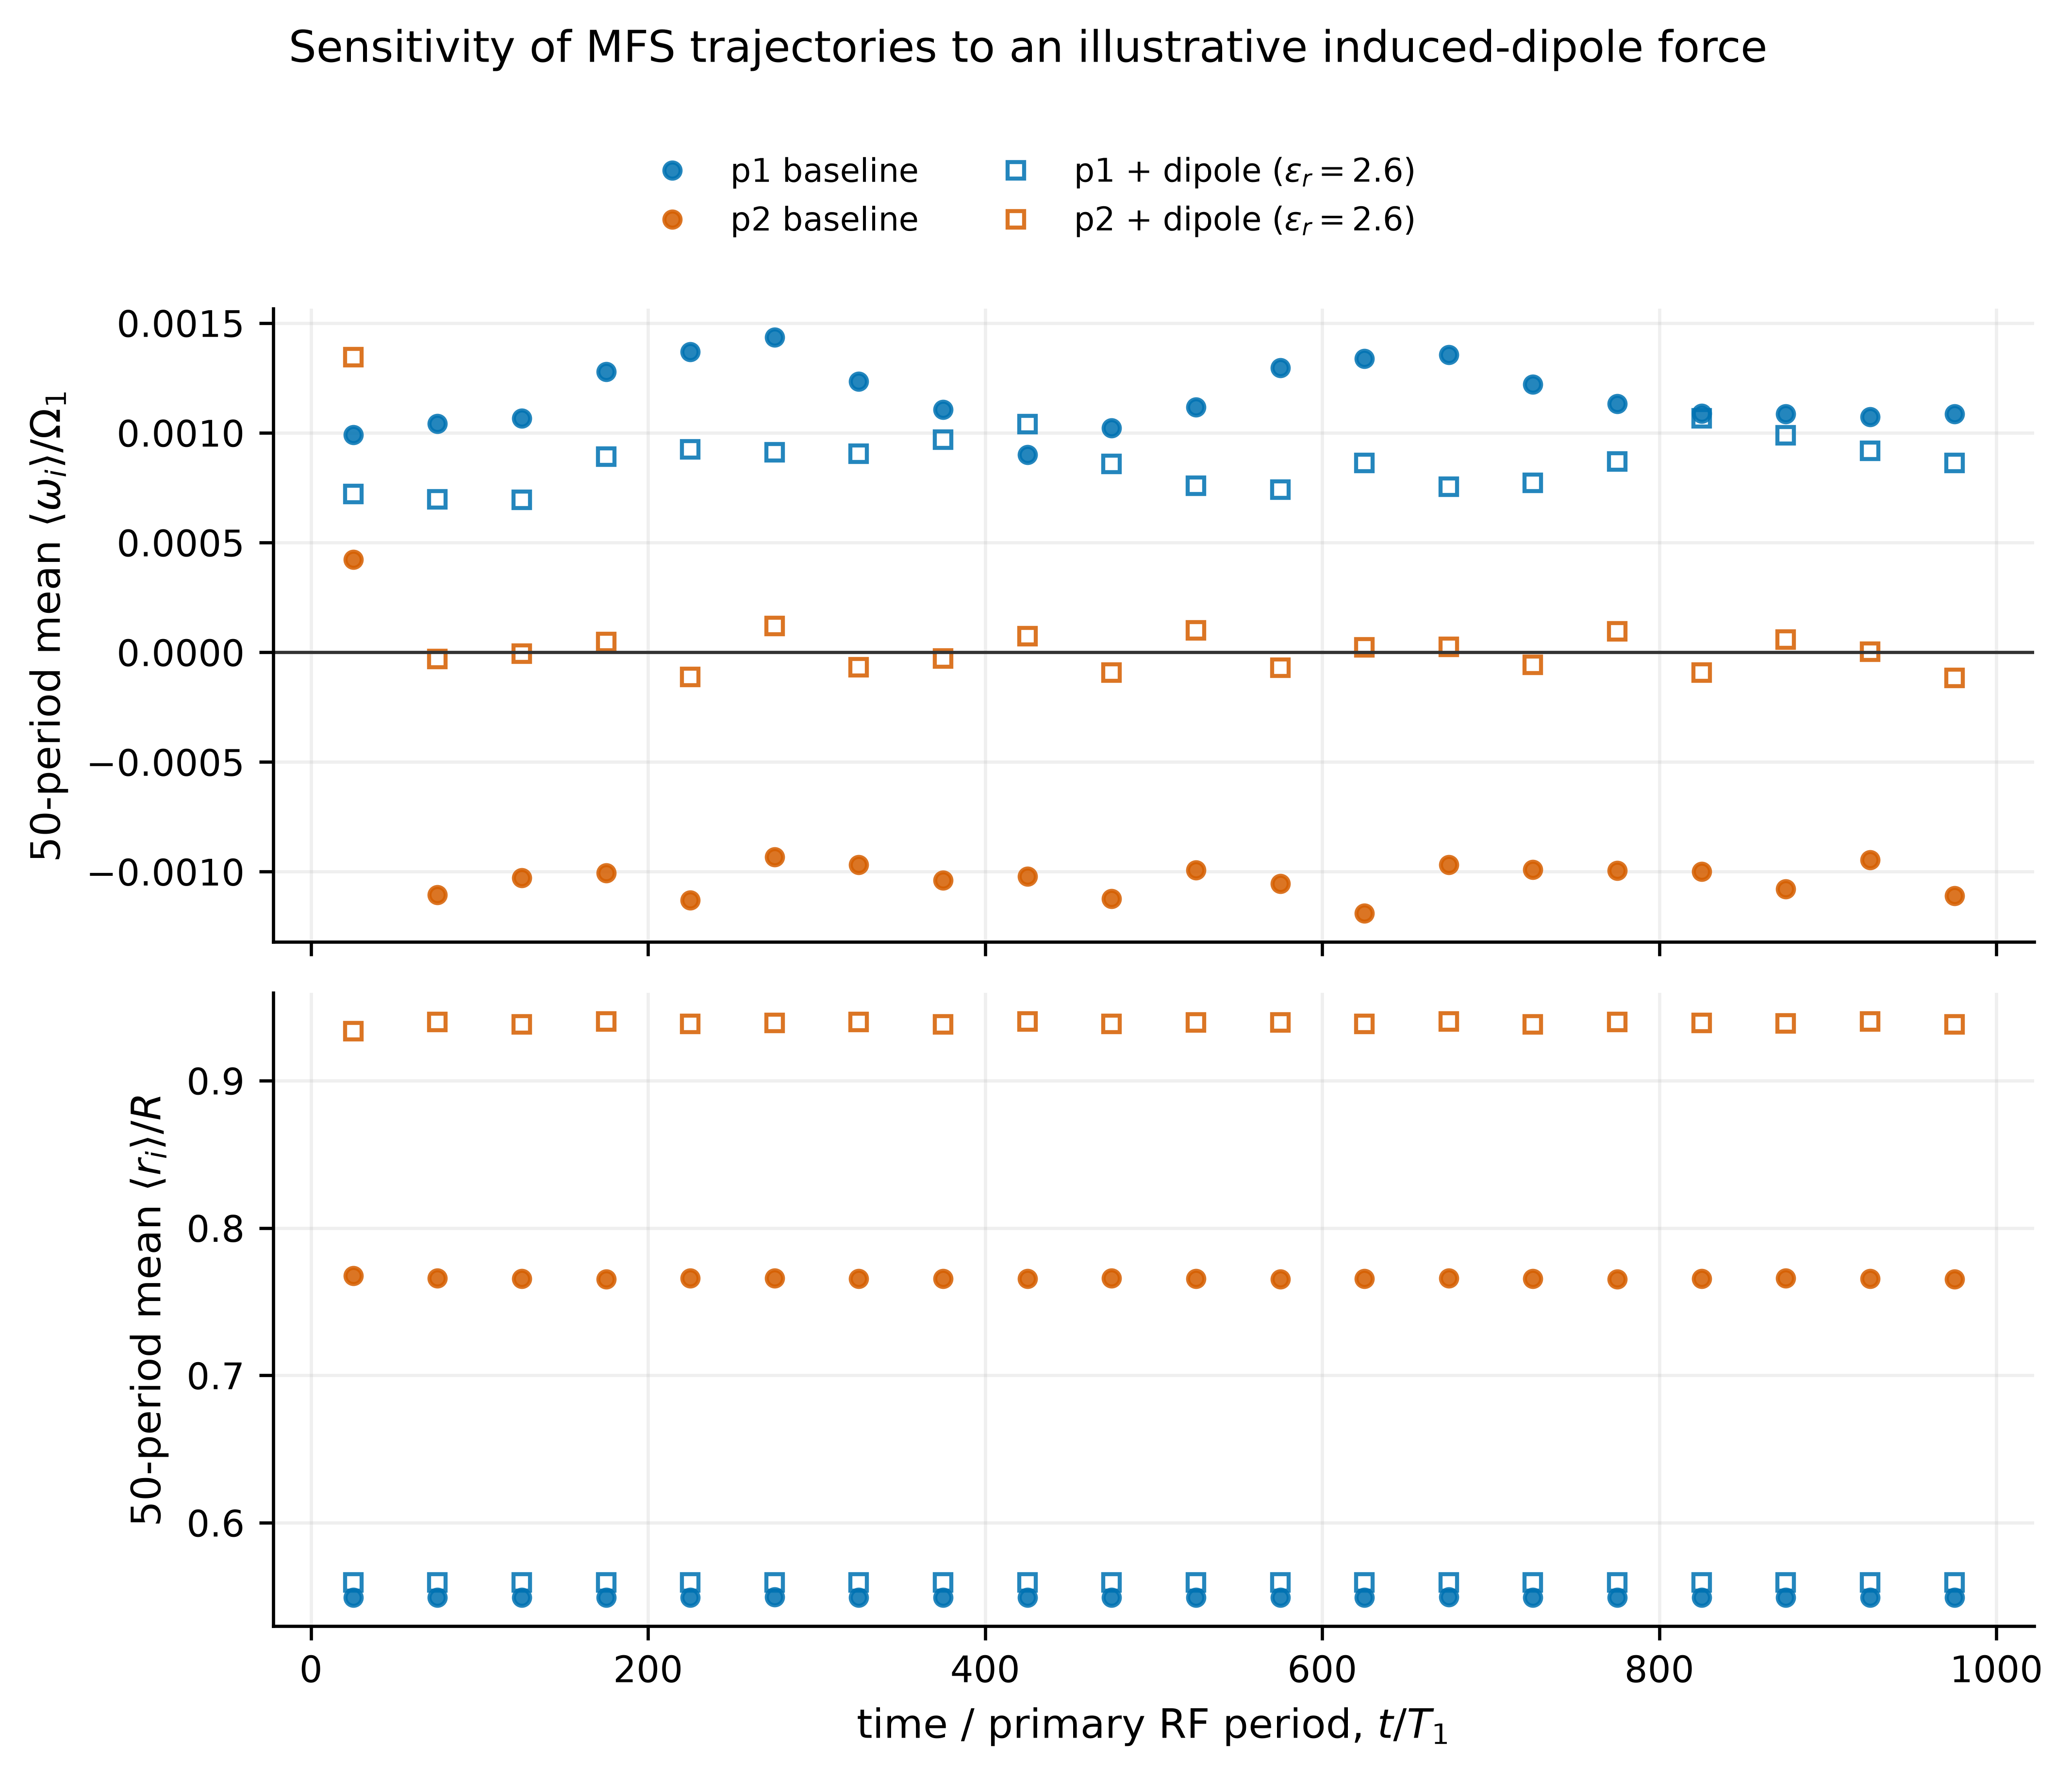 Sensitivity of MFS trajectories to an illustrative induced-dipole force
p1 baseline
p2 baseline
p1 + dipole (εᵣ = 2.6)
p2 + dipole (εᵣ = 2.6)
50-period mean ⟨ωᵢ⟩/Ω₁
0.0015
0.0010
0.0005
0.0000
−0.0005
−0.0010
50-period mean ⟨rᵢ⟩/R
0.9
0.8
0.7
0.6
0 200 400 600 800 1000
time / primary RF period, t/T₁